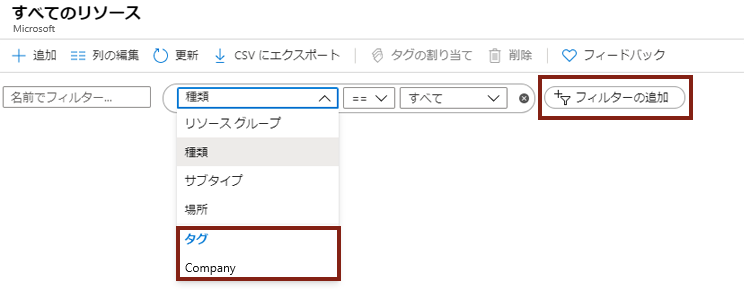 すべてのリソース
Microsoft
追加 列の編集 更新 CSV にエクスポート タグの割り当て 削除 フィードバック
名前でフィルター... 種類 == すべて フィルターの追加
リソース グループ
種類
サブタイプ
場所
タグ
Company